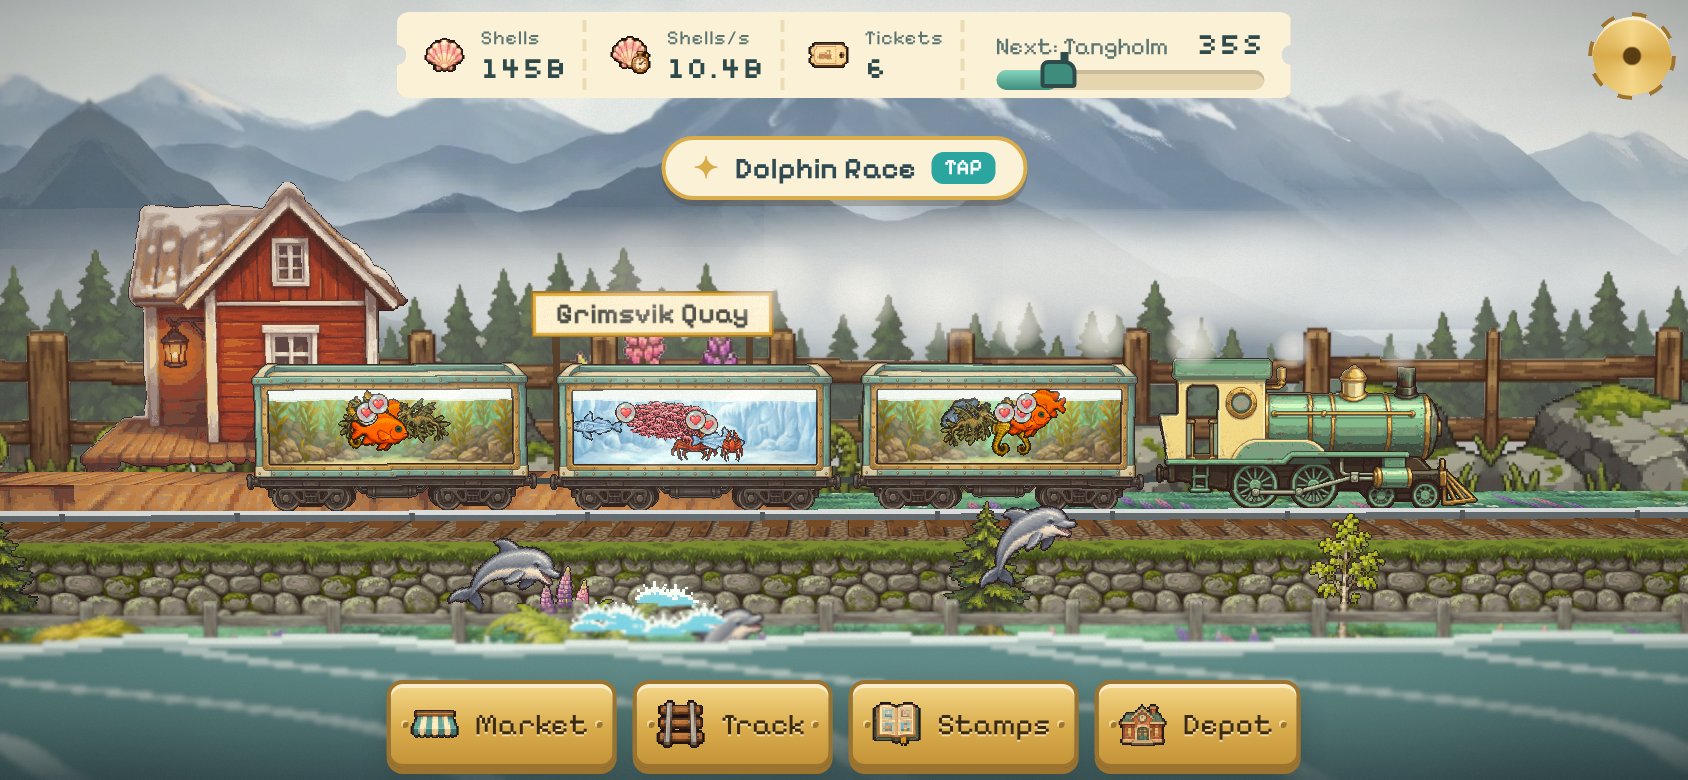 Shells
145B
Shells/s
10.4B
Tickets
6
Next: Tangholm 35S
Dolphin Race TAP
Grimsvik Quay
Market
Track
Stamps
Depot